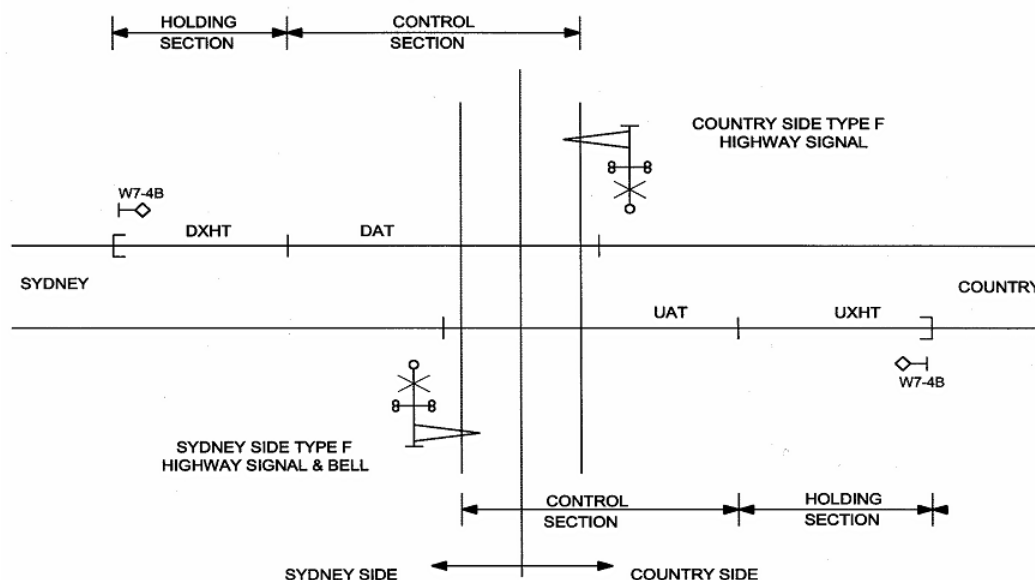 HOLDING
SECTION
CONTROL
SECTION
COUNTRY SIDE TYPE F
HIGHWAY SIGNAL
W7-4B
DXHT
DAT
SYDNEY
COUNTRY
UAT
UXHT
W7-4B
SYDNEY SIDE TYPE F
HIGHWAY SIGNAL & BELL
CONTROL
SECTION
HOLDING
SECTION
SYDNEY SIDE
COUNTRY SIDE